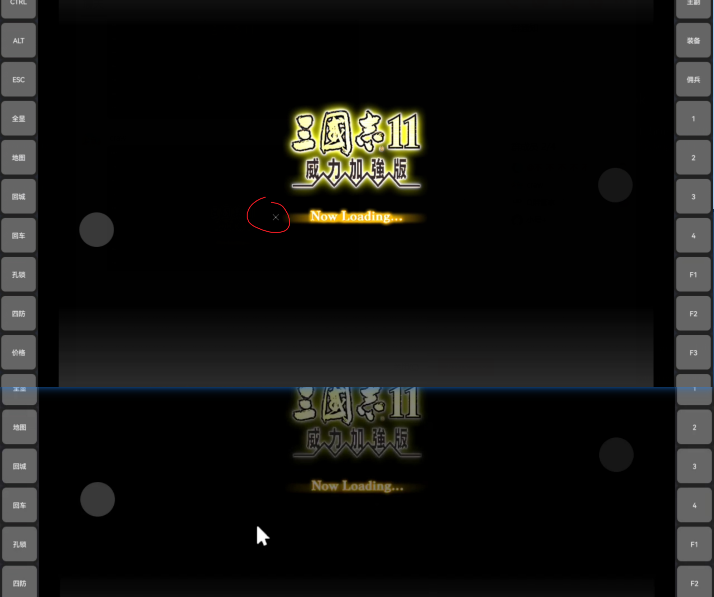 CTRL
ALT
ESC
全显
地图
回城
回车
孔锁
四防
价格
主副
装备
佣兵
1
2
3
4
F1
F2
F3
三國志11
威力加強版
Now Loading...
地图
回城
回车
孔锁
四防
三國志11
威力加強版
Now Loading...
1
2
3
4
F1
F2